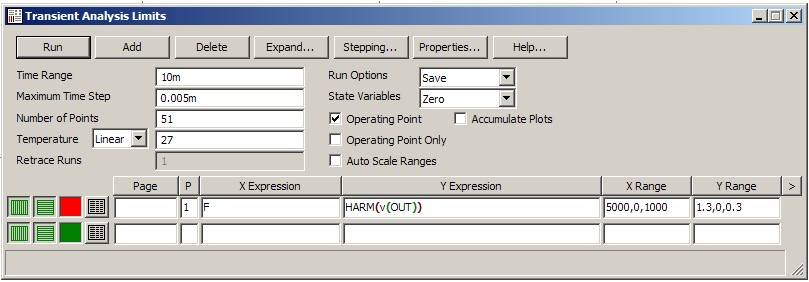 Transient Analysis Limits
Run Add Delete Expand... Stepping... Properties... Help...
Time Range 10m Run Options Save
Maximum Time Step 0.005m State Variables Zero
Number of Points 51 Operating Point Accumulate Plots
Temperature Linear 27 Operating Point Only
Retrace Runs 1 Auto Scale Ranges
Page P X Expression Y Expression X Range Y Range >
1 F HARM(v(OUT)) 5000,0,1000 1.3,0,0.3